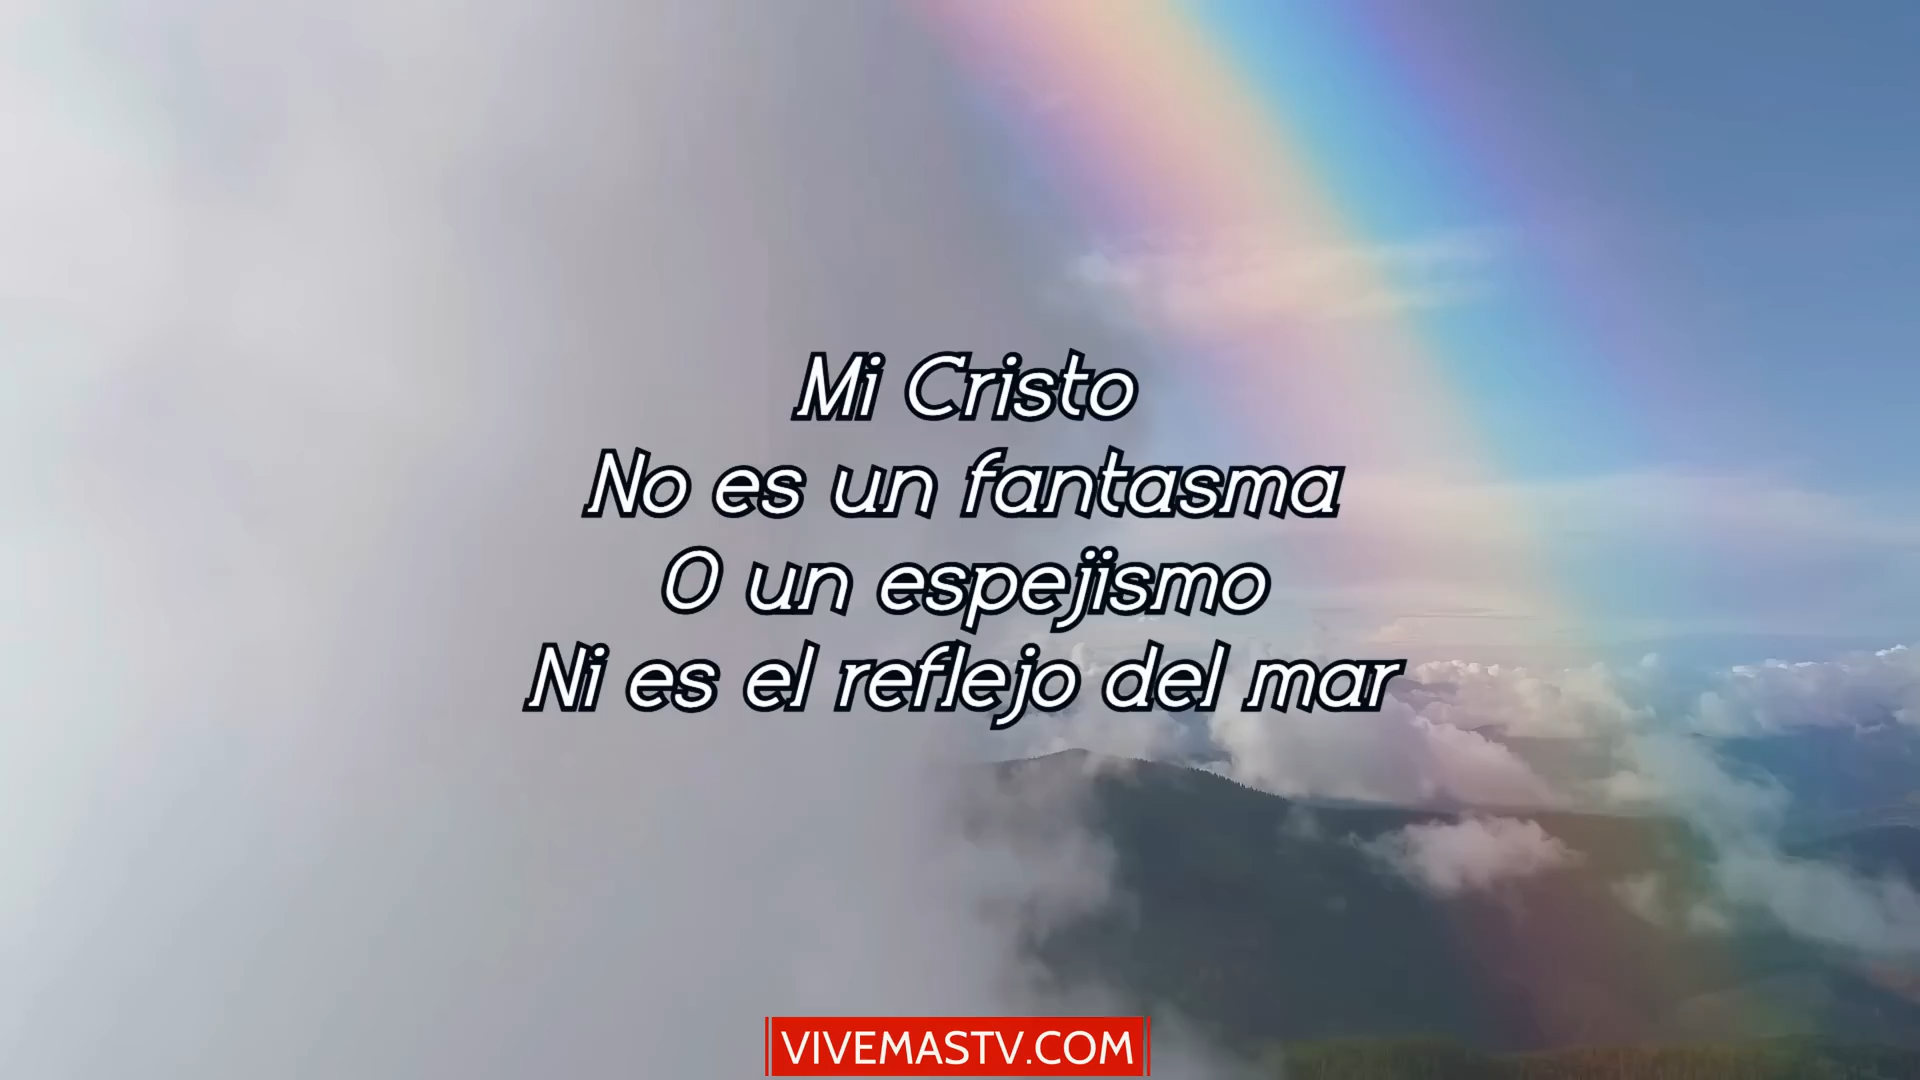 Mi Cristo
No es un fantasma
O un espejismo
Ni es el reflejo del mar
VIVEMASTV.COM